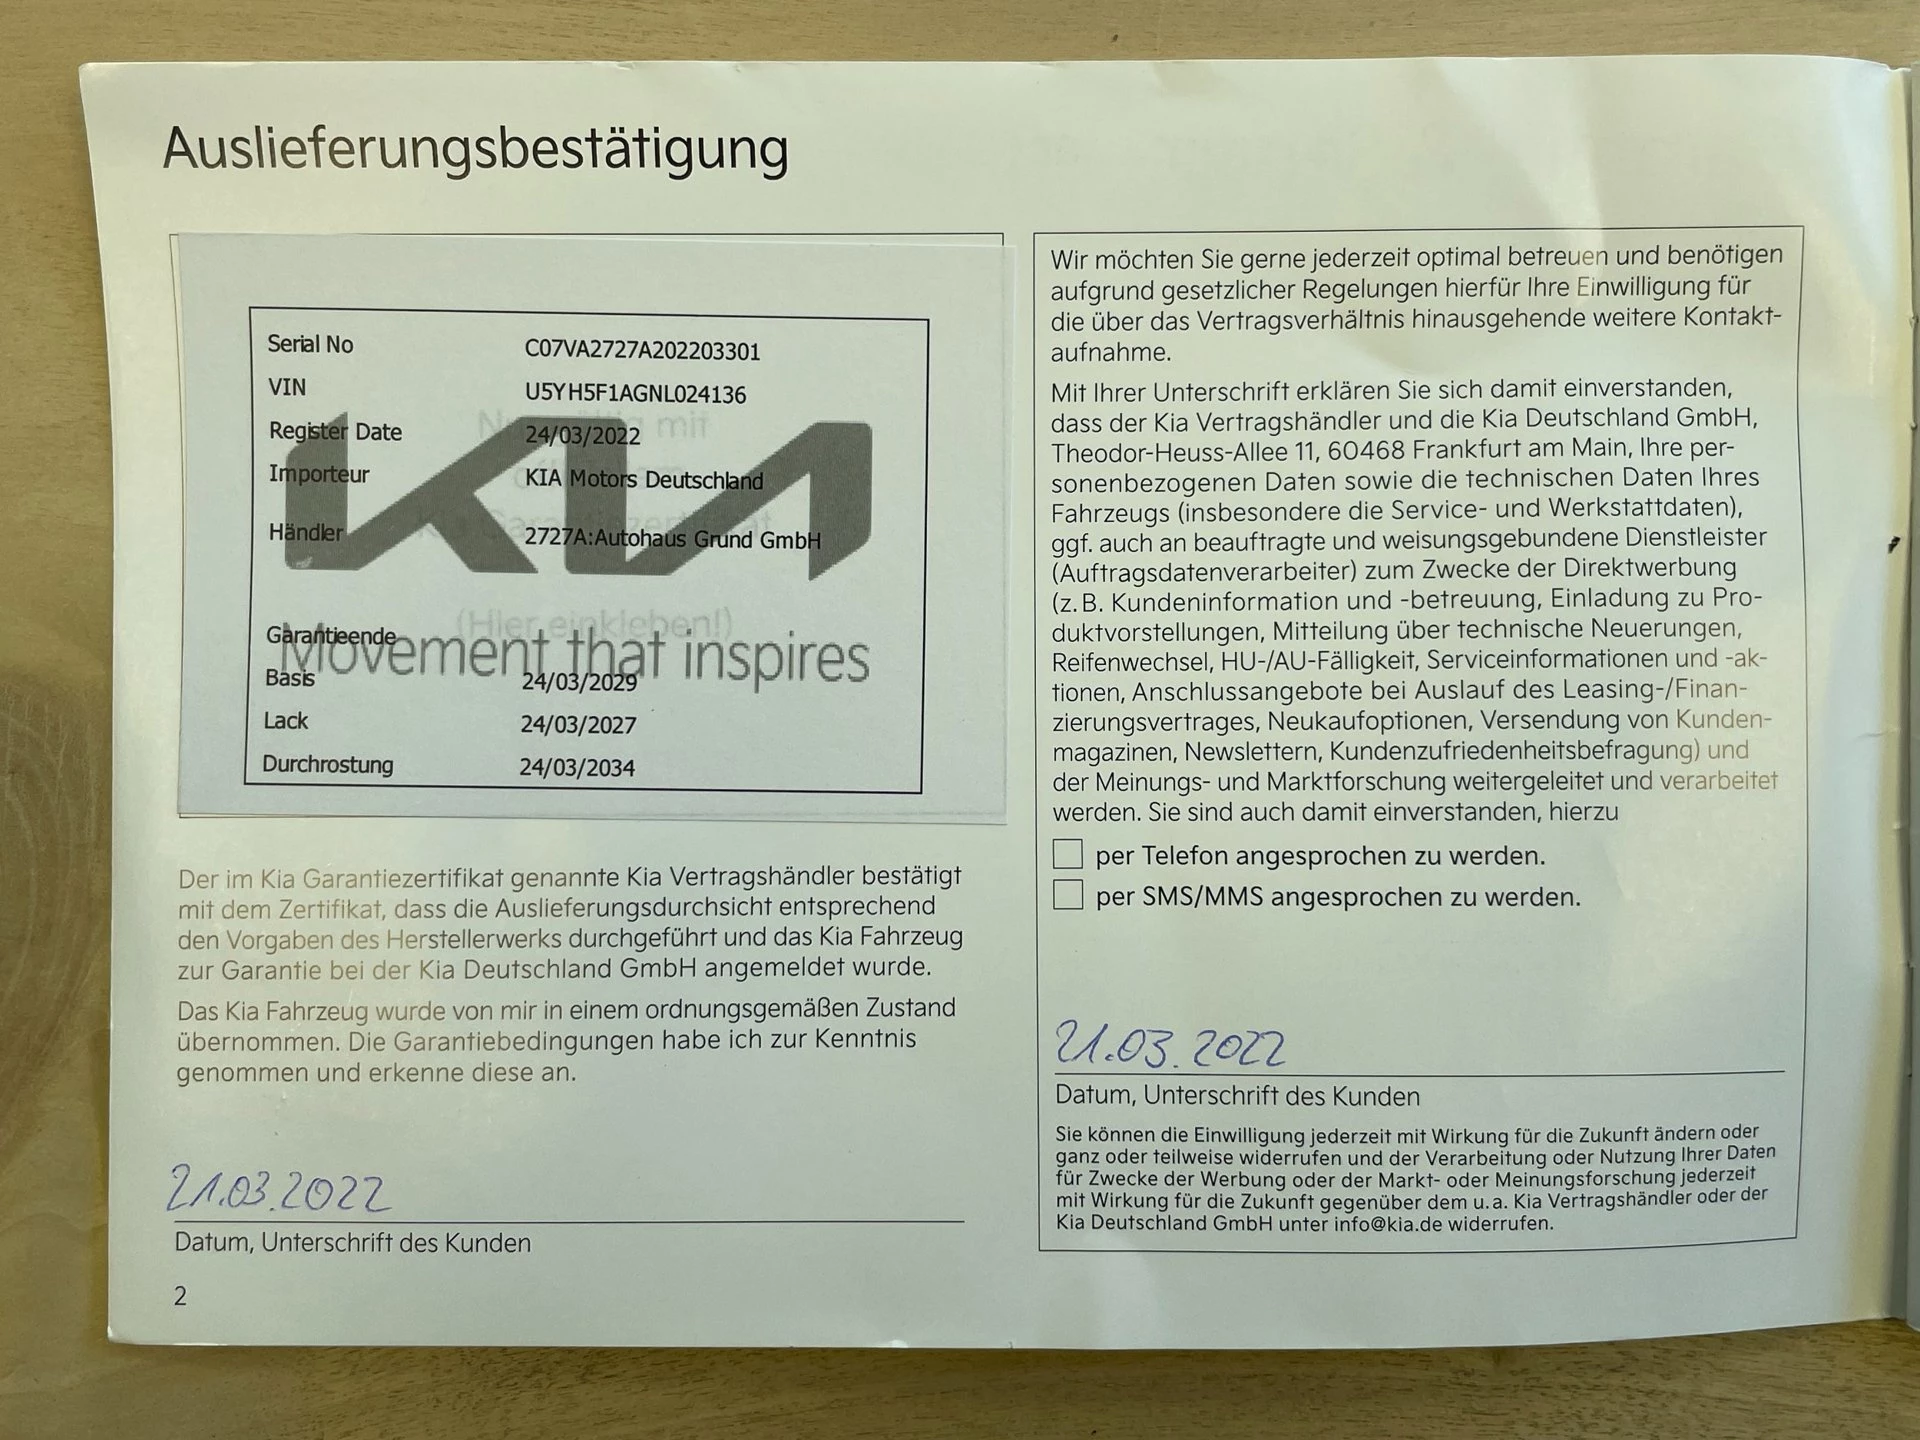 Auslieferungsbestätigung
Serial No C07VA2727A202203301
VIN U5YH5F1AGNL024136
Register Date 24/03/2022
Importeur KIA Motors Deutschland
Händler 2727A:Autohaus Grund GmbH
KIA
(Hier einkleben!)
Garantieende
Movement that inspires
Basis 24/03/2029
Lack 24/03/2027
Durchrostung 24/03/2034
Der im Kia Garantiezertifikat genannte Kia Vertragshändler bestätigt
mit dem Zertifikat, dass die Auslieferungsdurchsicht entsprechend
den Vorgaben des Herstellerwerks durchgeführt und das Kia Fahrzeug
zur Garantie bei der Kia Deutschland GmbH angemeldet wurde.
Das Kia Fahrzeug wurde von mir in einem ordnungsgemäßen Zustand
übernommen. Die Garantiebedingungen habe ich zur Kenntnis
genommen und erkenne diese an.
21.03.2022
Datum, Unterschrift des Kunden
2
Wir möchten Sie gerne jederzeit optimal betreuen und benötigen
aufgrund gesetzlicher Regelungen hierfür Ihre Einwilligung für
die über das Vertragsverhältnis hinausgehende weitere Kontakt-
aufnahme.
Mit Ihrer Unterschrift erklären Sie sich damit einverstanden,
dass der Kia Vertragshändler und die Kia Deutschland GmbH,
Theodor-Heuss-Allee 11, 60468 Frankfurt am Main, Ihre per-
sonenbezogenen Daten sowie die technischen Daten Ihres
Fahrzeugs (insbesondere die Service- und Werkstattdaten),
ggf. auch an beauftragte und weisungsgebundene Dienstleister
(Auftragsdatenverarbeiter) zum Zwecke der Direktwerbung
(z. B. Kundeninformation und -betreuung, Einladung zu Pro-
duktvorstellungen, Mitteilung über technische Neuerungen,
Reifenwechsel, HU-/AU-Fälligkeit, Serviceinformationen und -ak-
tionen, Anschlussangebote bei Auslauf des Leasing-/Finan-
zierungsvertrages, Neukaufoptionen, Versendung von Kunden-
magazinen, Newslettern, Kundenzufriedenheitsbefragung) und
der Meinungs- und Marktforschung weitergeleitet und verarbeitet
werden. Sie sind auch damit einverstanden, hierzu
per Telefon angesprochen zu werden.
per SMS/MMS angesprochen zu werden.
21.03.2022
Datum, Unterschrift des Kunden
Sie können die Einwilligung jederzeit mit Wirkung für die Zukunft ändern oder
ganz oder teilweise widerrufen und der Verarbeitung oder Nutzung Ihrer Daten
für Zwecke der Werbung oder der Markt- oder Meinungsforschung jederzeit
mit Wirkung für die Zukunft gegenüber dem u. a. Kia Vertragshändler oder der
Kia Deutschland GmbH unter info@kia.de widerrufen.